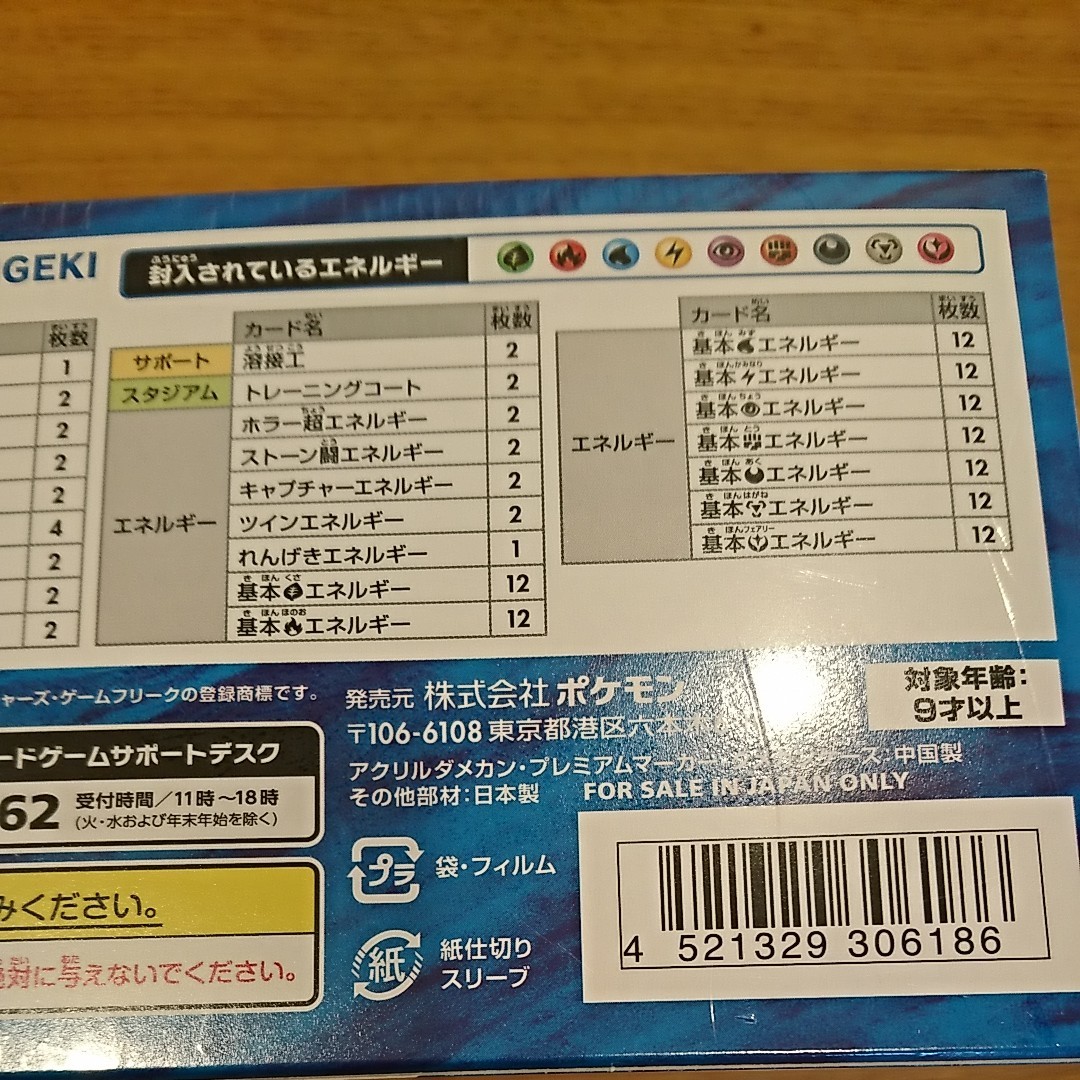 GEKI
ふうにゅう
封入されているエネルギー
まいすう
枚数
1
2
2
2
2
4
2
2
2
カード名 枚数
サポート 溶接工 2
スタジアム トレーニングコート 2
エネルギー
ホラー超エネルギー 2
ストーン闘エネルギー 2
キャプチャーエネルギー 2
ツインエネルギー 2
れんげきエネルギー 1
基本エネルギー 12
基本エネルギー 12
カード名 枚数
エネルギー
基本エネルギー 12
基本エネルギー 12
基本エネルギー 12
基本エネルギー 12
基本エネルギー 12
基本エネルギー 12
基本エネルギー 12
ャーズ・ゲームフリークの登録商標です。
発売元 株式会社ポケモン
〒106-6108 東京都港区六本木
対象年齢:
9才以上
アクリルダメカン・プレミアムマーカー
ース:中国製
その他部材:日本製
FOR SALE IN JAPAN ONLY
ードゲームサポートデスク
62 受付時間/11時~18時
(火・水および年末年始を除く)
みください。
絶対に与えないでください。
プラ 袋・フィルム
紙 紙仕切り
スリーブ
4 521329 306186